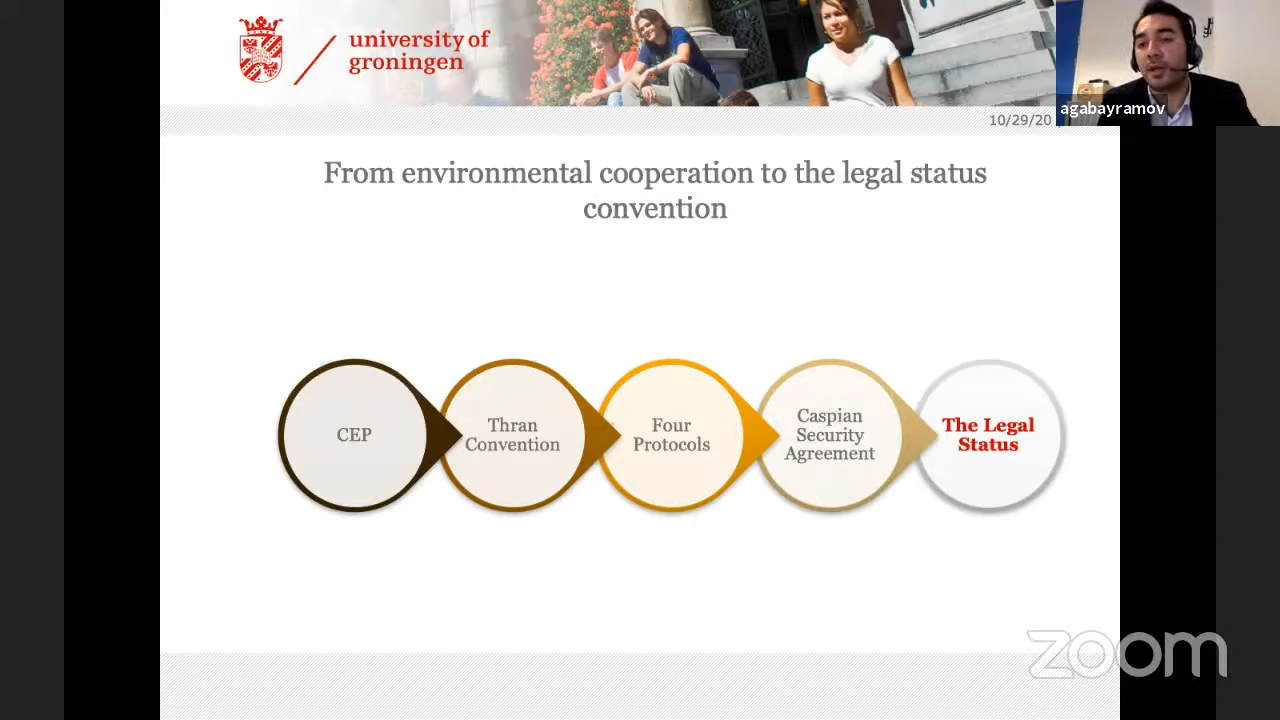 university of
groningen
agabayramov
10/29/20
From environmental cooperation to the legal status
convention
CEP
Thran
Convention
Four
Protocols
Caspian
Security
Agreement
The Legal
Status
zoom